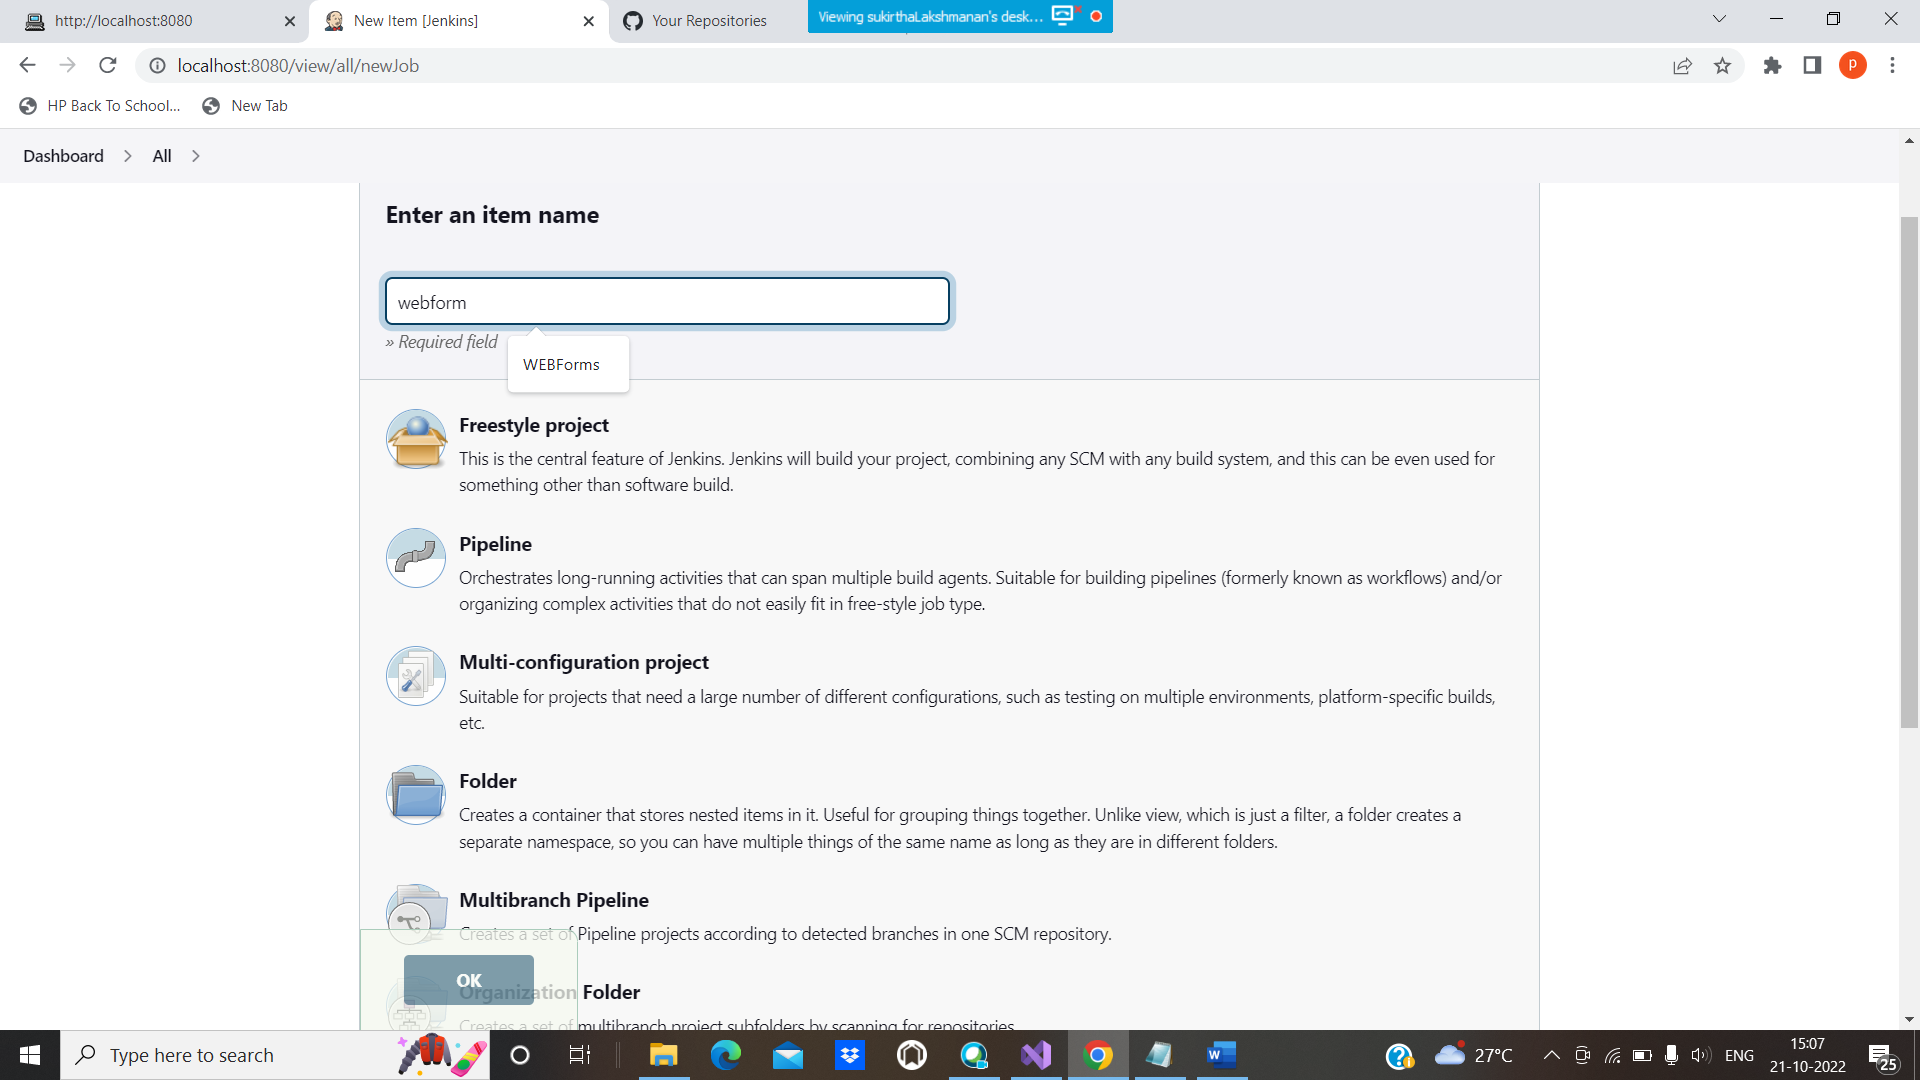 http://localhost:8080
New Item [Jenkins]
Your Repositories
Viewing sukirthaLakshmanan's desk...
localhost:8080/view/all/newJob
P
HP Back To School...
New Tab
Dashboard
All
Enter an item name
webform
» Required field
WEBForms
Freestyle project
This is the central feature of Jenkins. Jenkins will build your project, combining any SCM with any build system, and this can be even used for
something other than software build.
Pipeline
Orchestrates long-running activities that can span multiple build agents. Suitable for building pipelines (formerly known as workflows) and/or
organizing complex activities that do not easily fit in free-style job type.
Multi-configuration project
Suitable for projects that need a large number of different configurations, such as testing on multiple environments, platform-specific builds,
etc.
Folder
Creates a container that stores nested items in it. Useful for grouping things together. Unlike view, which is just a filter, a folder creates a
separate namespace, so you can have multiple things of the same name as long as they are in different folders.
Multibranch Pipeline
Creates a set of Pipeline projects according to detected branches in one SCM repository.
OK
Organization Folder
Creates a set of multibranch project subfolders by scanning for repositories.
Type here to search
27°C
ENG
15:07
21-10-2022
25